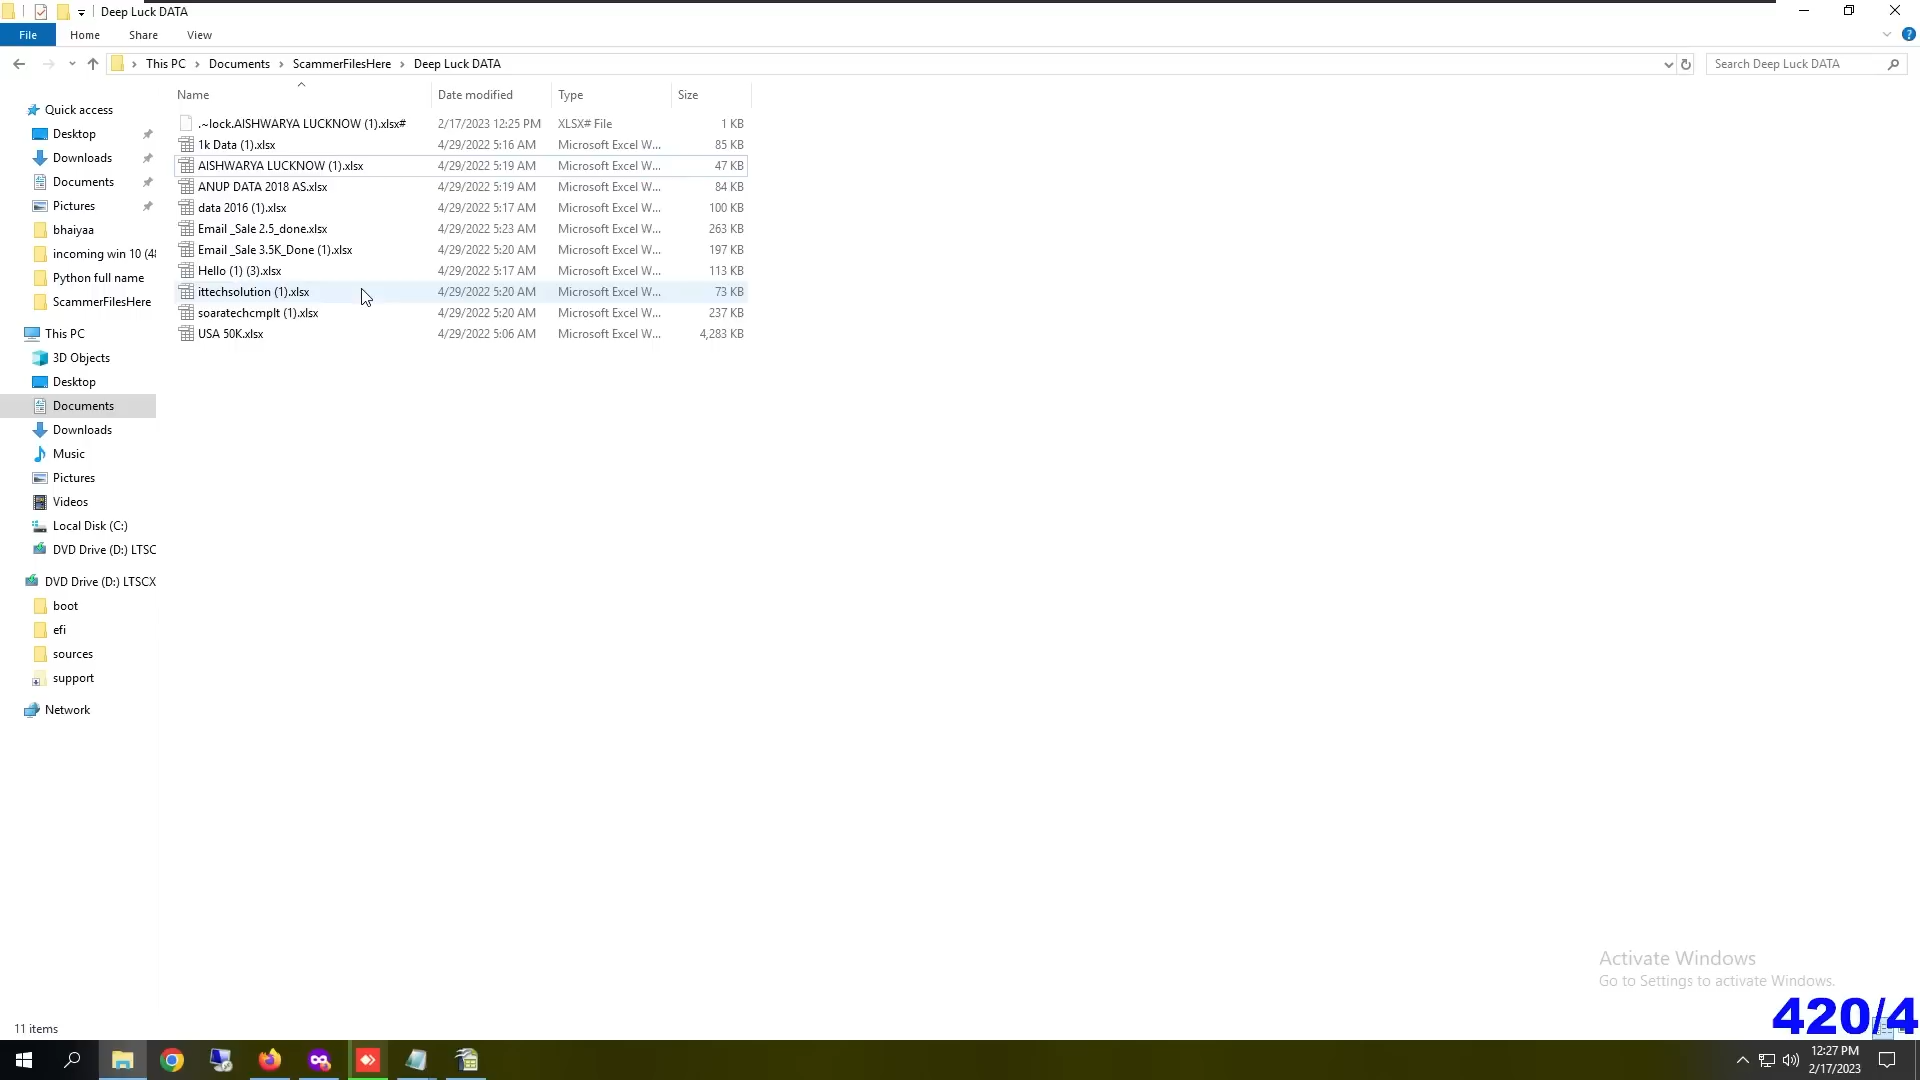 Deep Luck DATA
File Home Share View
This PC Documents ScammerFilesHere Deep Luck DATA Search Deep Luck DATA
Name Date modified Type Size
.~lock.AISHWARYA LUCKNOW (1).xlsx# 2/17/2023 12:25 PM XLSX# File 1 KB
1k Data (1).xlsx 4/29/2022 5:16 AM Microsoft Excel W... 85 KB
AISHWARYA LUCKNOW (1).xlsx 4/29/2022 5:19 AM Microsoft Excel W... 47 KB
ANUP DATA 2018 AS.xlsx 4/29/2022 5:19 AM Microsoft Excel W... 84 KB
data 2016 (1).xlsx 4/29/2022 5:17 AM Microsoft Excel W... 100 KB
Email _Sale 2.5_done.xlsx 4/29/2022 5:23 AM Microsoft Excel W... 263 KB
Email _Sale 3.5K_Done (1).xlsx 4/29/2022 5:20 AM Microsoft Excel W... 197 KB
Hello (1) (3).xlsx 4/29/2022 5:17 AM Microsoft Excel W... 113 KB
ittechsolution (1).xlsx 4/29/2022 5:20 AM Microsoft Excel W... 73 KB
soaratechcmplt (1).xlsx 4/29/2022 5:20 AM Microsoft Excel W... 237 KB
USA 50K.xlsx 4/29/2022 5:06 AM Microsoft Excel W... 4,283 KB
Quick access
Desktop
Downloads
Documents
Pictures
bhaiyaa
incoming win 10 (48
Python full name
ScammerFilesHere
This PC
3D Objects
Desktop
Documents
Downloads
Music
Pictures
Videos
Local Disk (C:)
DVD Drive (D:) LTSC
DVD Drive (D:) LTSCX
boot
efi
sources
support
Network
Activate Windows
Go to Settings to activate Windows.
420/4
11 items
12:27 PM
2/17/2023